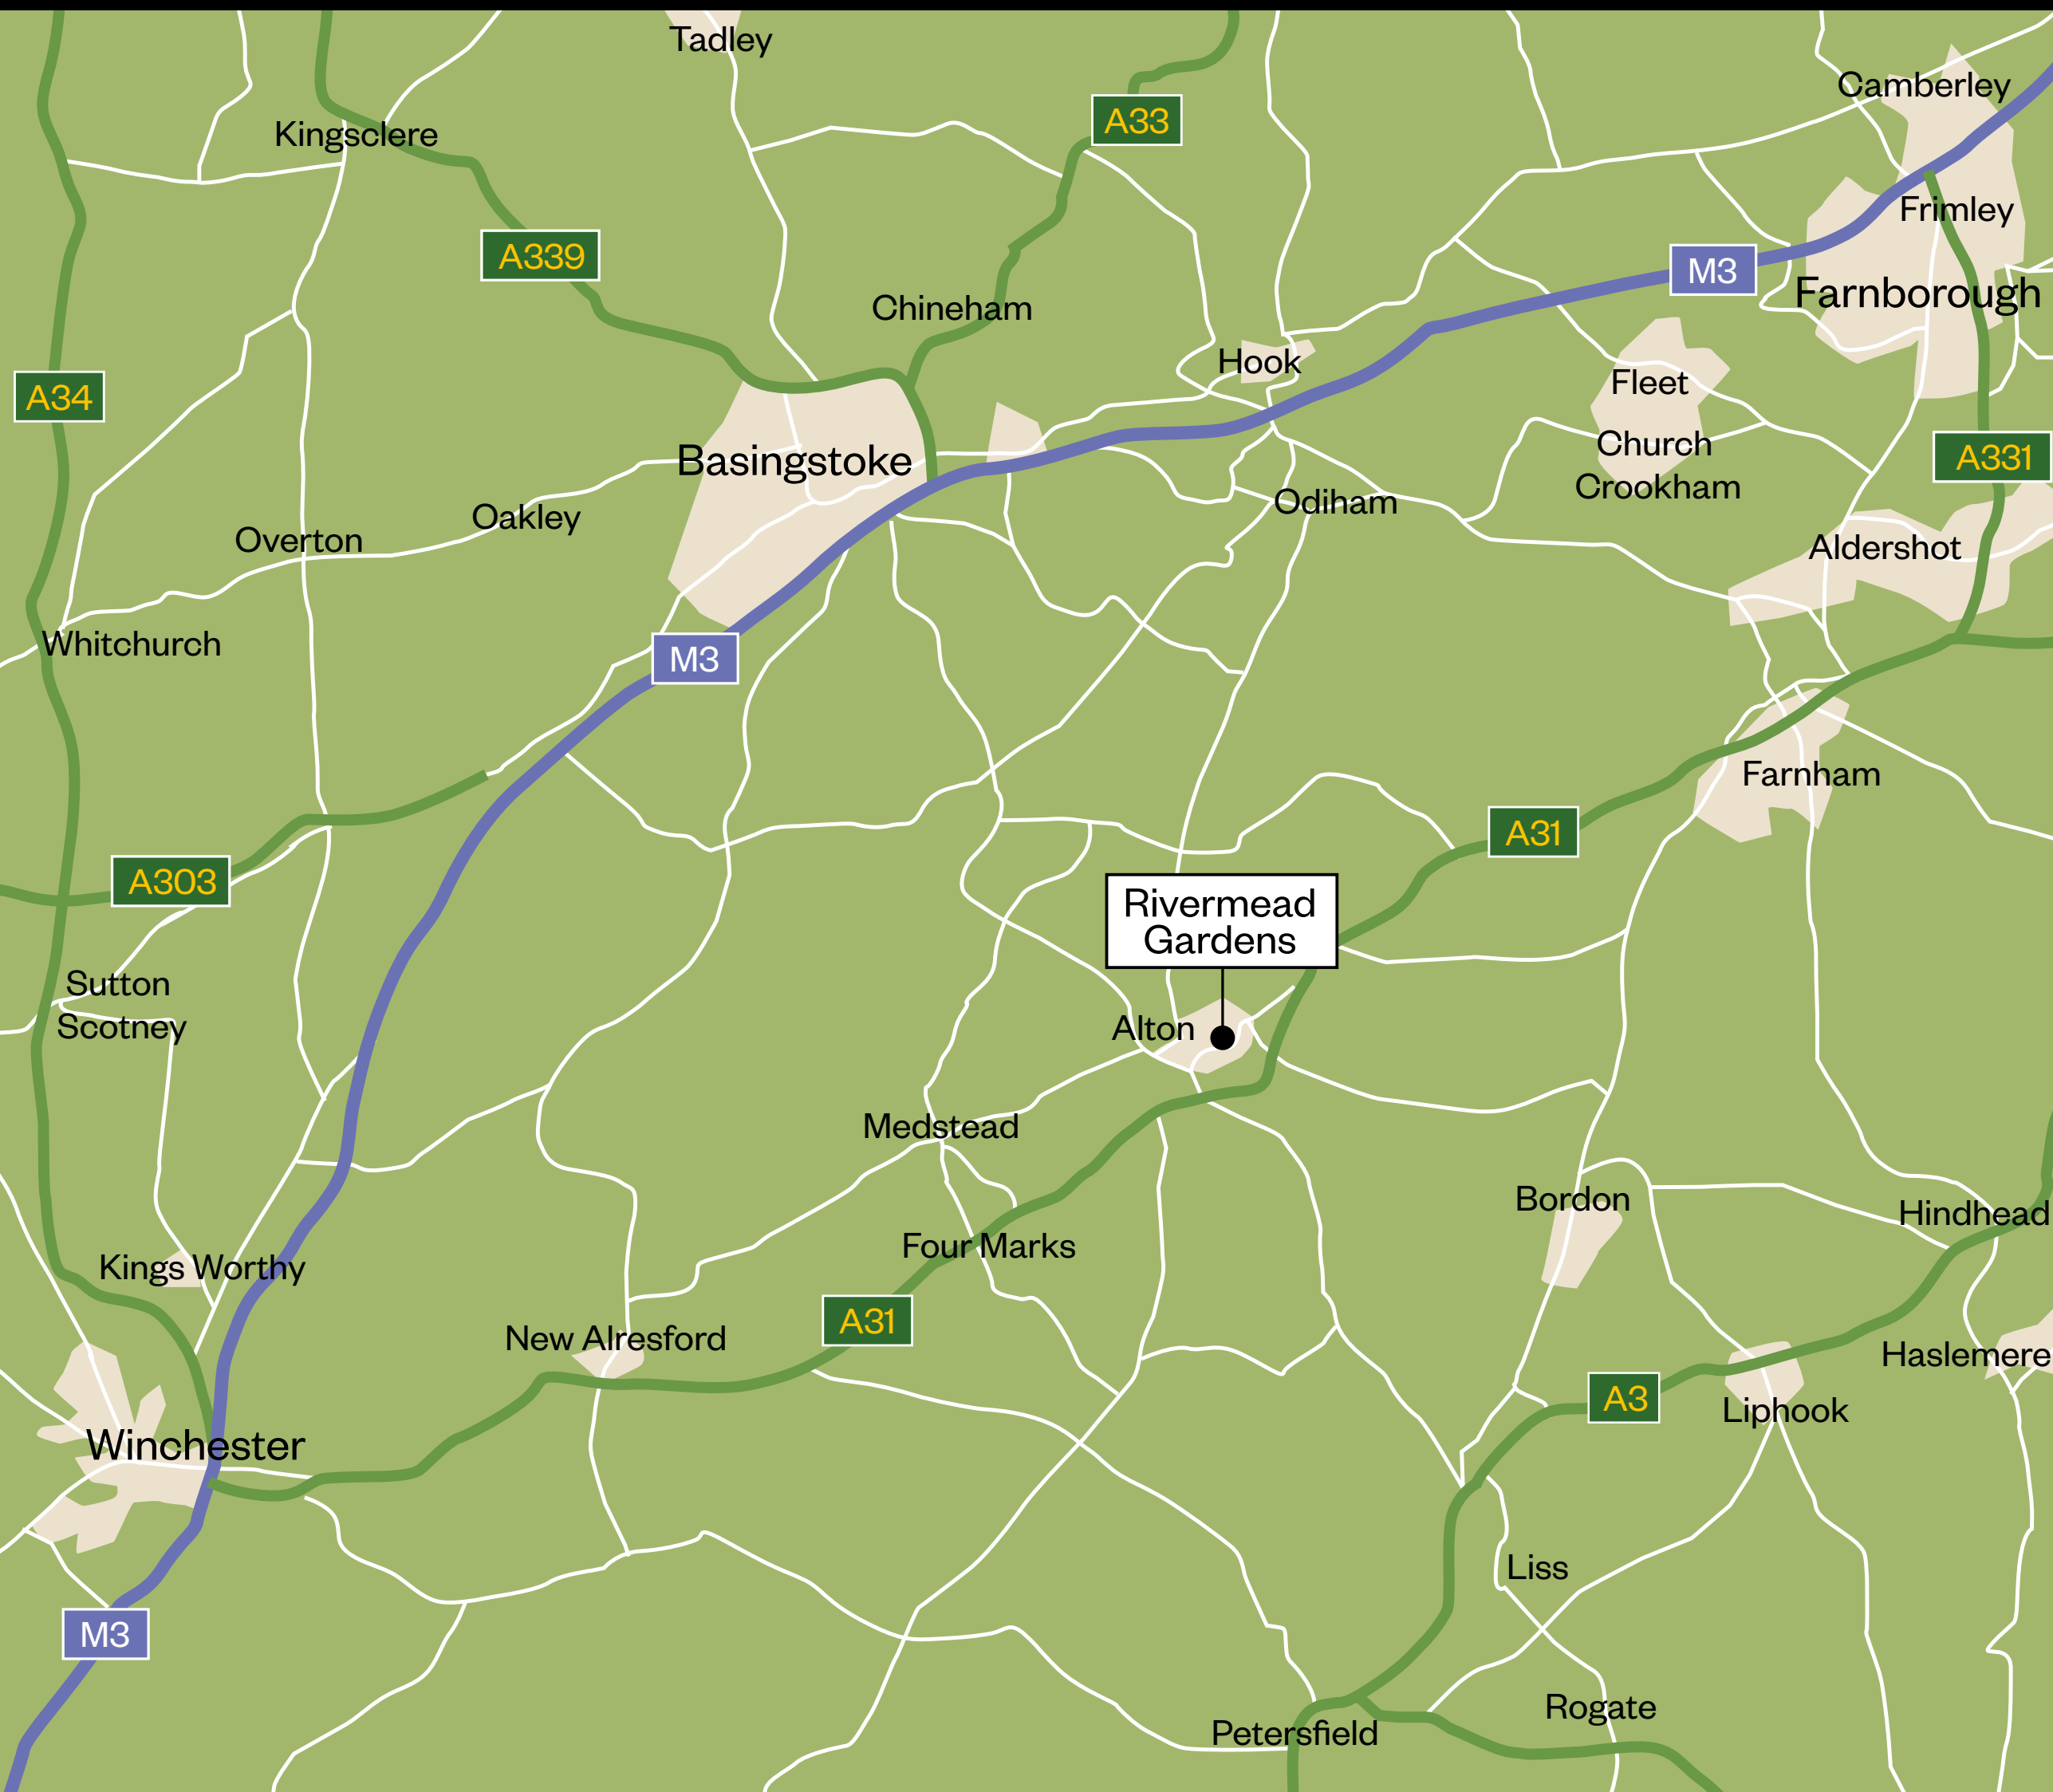 Tadley
Camberley
A33
Kingsclere
Frimley
A339
M3
Farnborough
Chineham
Hook
Fleet
A34
Church
Crookham
A331
Basingstoke
Odiham
Oakley
Overton
Aldershot
Whitchurch
M3
Farnham
A31
A303
Rivermead
Gardens
Sutton
Scotney
Alton
Medstead
Bordon
Hindhead
Four Marks
Kings Worthy
A31
New Alresford
Haslemere
A3
Liphook
Winchester
Liss
M3
Rogate
Petersfield